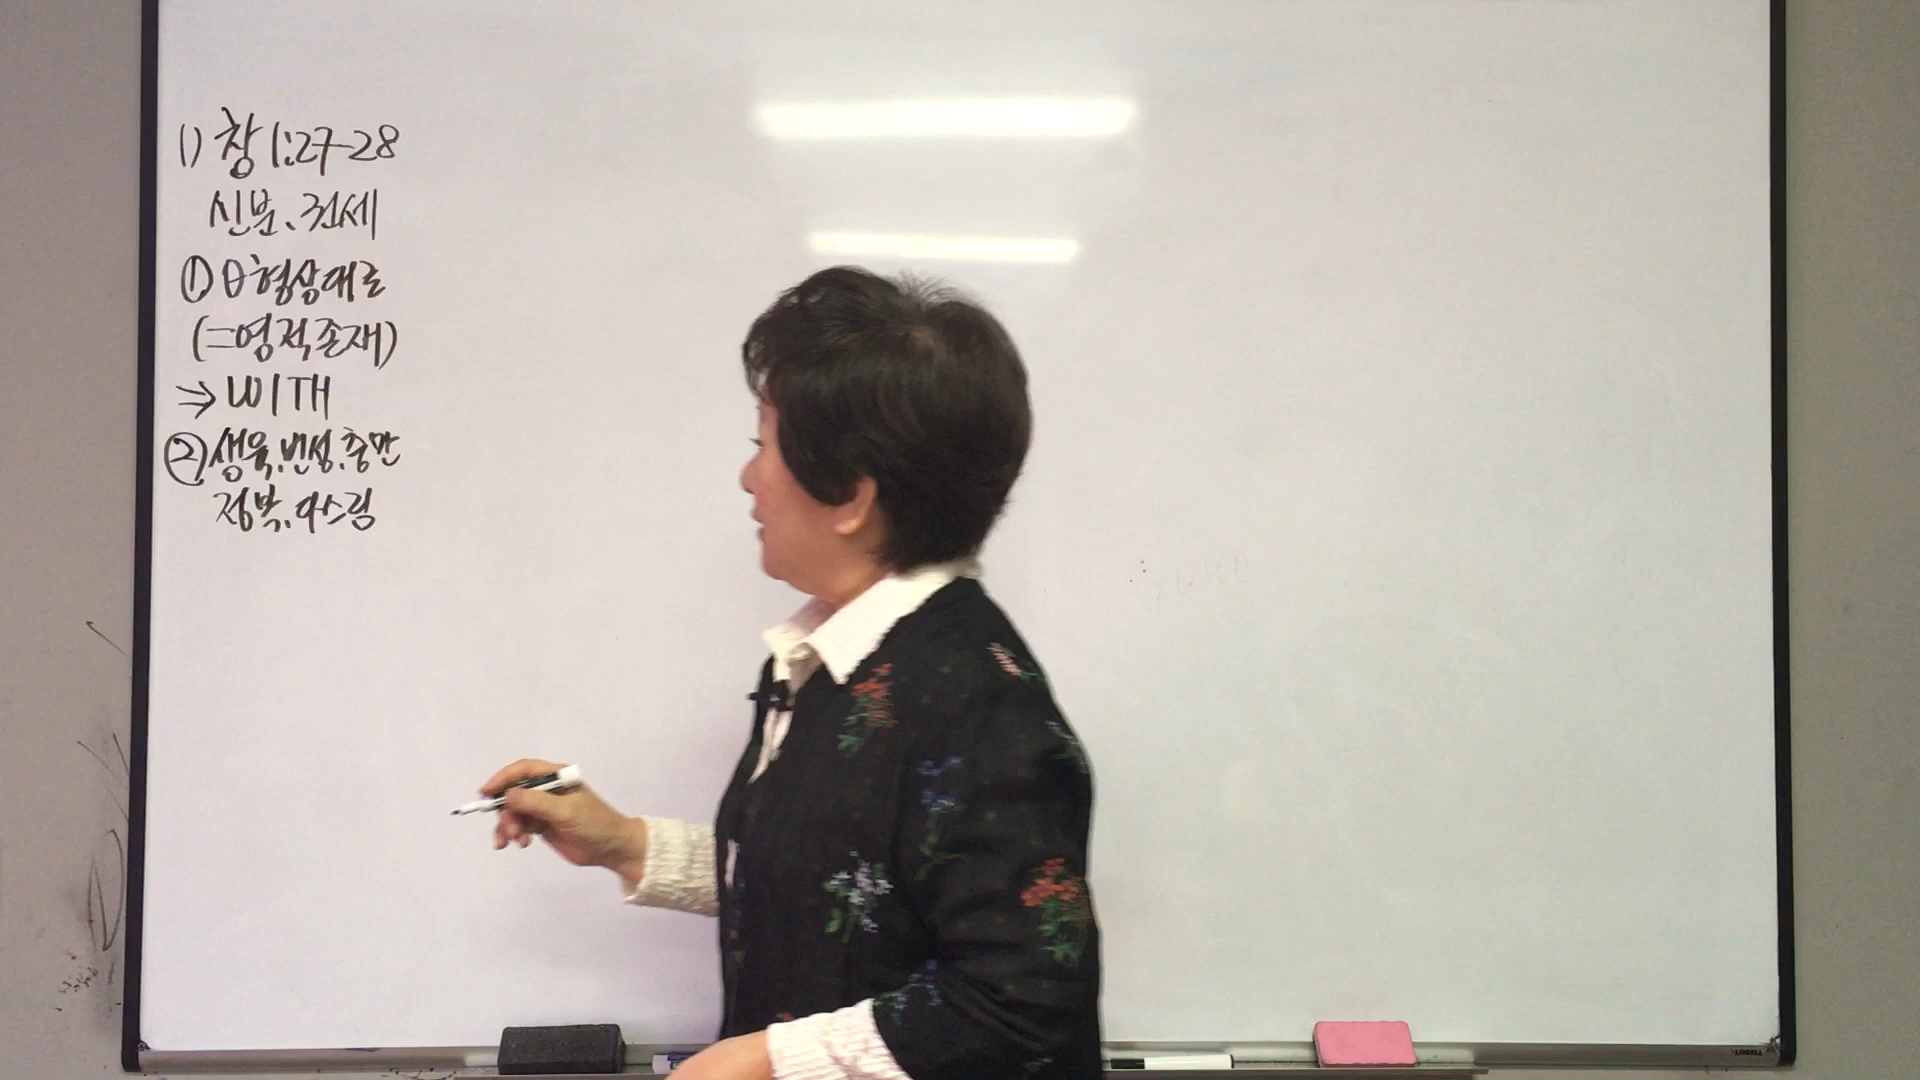 1) 창 1:27-28
신분、권세
① θ 형상대로
(=영적존재)
⇒ WITH
② 생육.번성.충만
정복.다스림